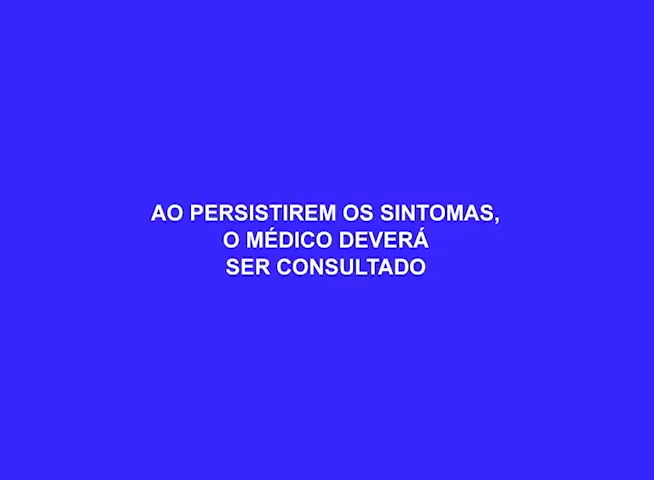 AO PERSISTIREM OS SINTOMAS,
O MÉDICO DEVERÁ
SER CONSULTADO